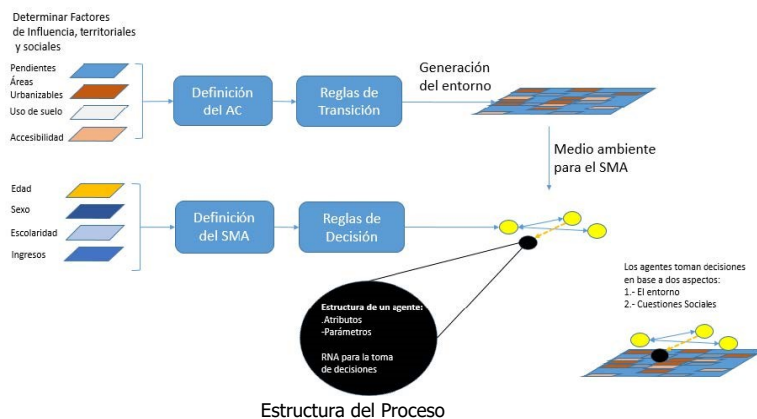 Determinar Factores
de Influencia, territoriales
y sociales
Pendientes
Áreas
Urbanizables
Uso de suelo
Accesibilidad
Definición
del AC
Reglas de
Transición
Generación
del entorno
Medio ambiente
para el SMA
Edad
Sexo
Escolaridad
Ingresos
Definición
del SMA
Reglas de
Decisión
Estructura de un agente:
.Atributos
-Parámetros
RNA para la toma
de decisiones
Los agentes toman decisiones
en base a dos aspectos:
1.- El entorno
2.- Cuestiones Sociales
Estructura del Proceso